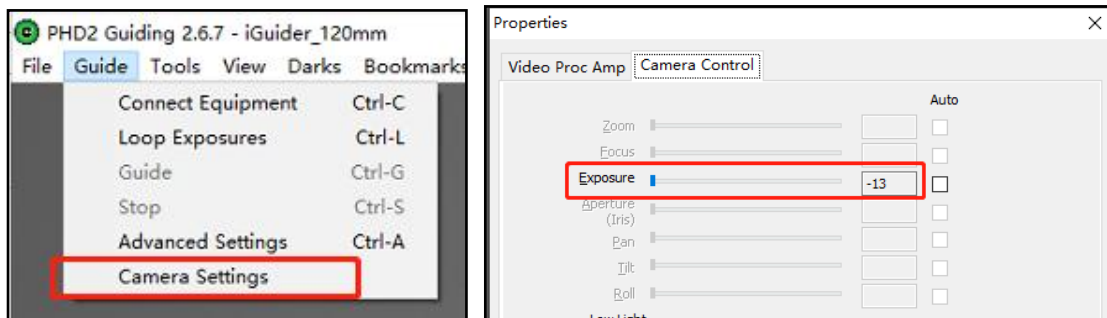 PHD2 Guiding 2.6.7 - iGuider_120mm
File Guide Tools View Darks Bookmarks
Connect Equipment Ctrl-C
Loop Exposures Ctrl-L
Guide Ctrl-G
Stop Ctrl-S
Advanced Settings Ctrl-A
Camera Settings
Properties
Video Proc Amp Camera Control
Auto
Zoom
Focus
Exposure -13
Aperture
(Iris)
Pan
Tilt
Roll
Low Light